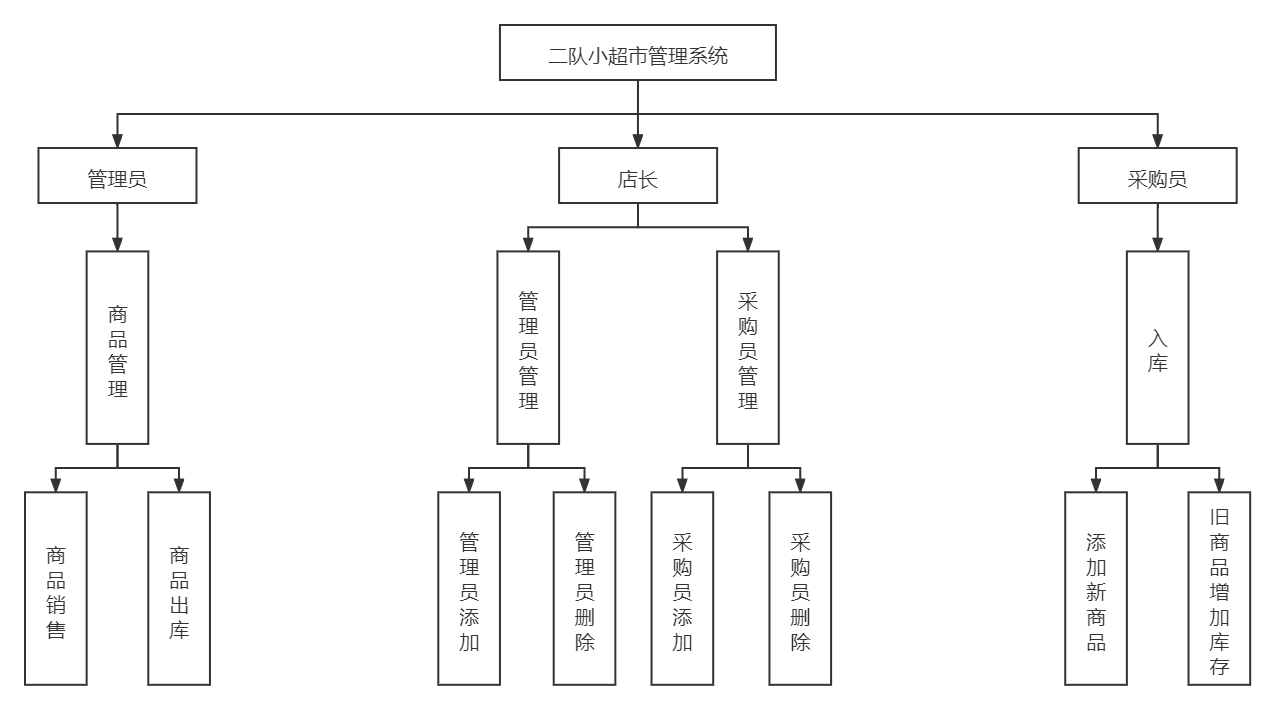 二队小超市管理系统
管理员
店长
采购员
商品管理
管理员管理
采购员管理
入库
商品销售
商品出库
管理员添加
管理员删除
采购员添加
采购员删除
添加新商品
旧商品增加库存